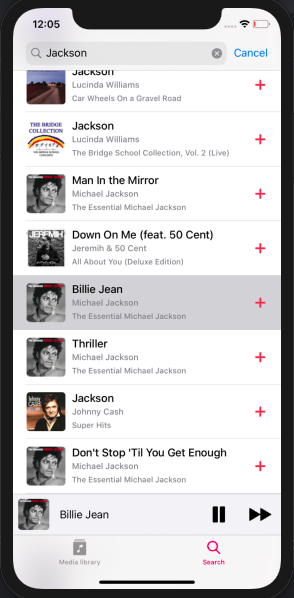 12:05
Jackson
Cancel
Jackson
Lucinda Williams
Car Wheels On a Gravel Road
THE BRIDGE
COLLECTION
Jackson
Lucinda Williams
The Bridge School Collection, Vol. 2 (Live)
Man In the Mirror
Michael Jackson
The Essential Michael Jackson
JEREMIH
Down On Me (feat. 50 Cent)
Jeremih & 50 Cent
All About You (Deluxe Edition)
Billie Jean
Michael Jackson
The Essential Michael Jackson
Thriller
Michael Jackson
The Essential Michael Jackson
Jackson
Johnny Cash
Super Hits
Don't Stop 'Til You Get Enough
Michael Jackson
The Essential Michael Jackson
Billie Jean
Media library
Search